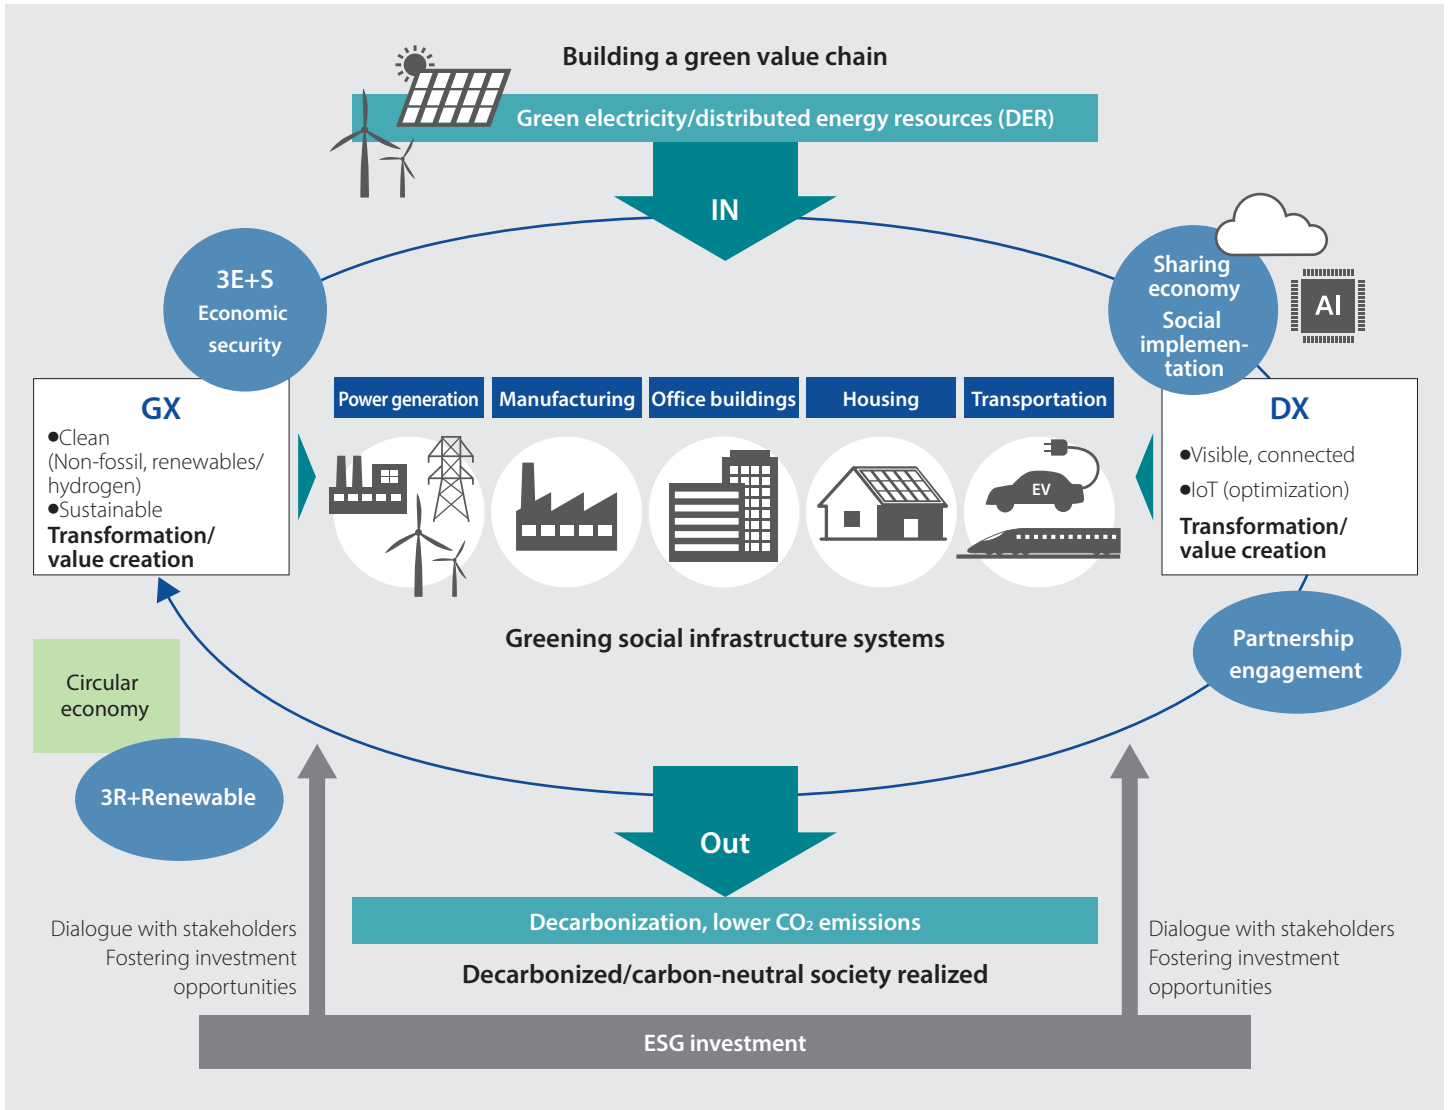 Building a green value chain
Green electricity/distributed energy resources (DER)
IN
3E+S
Economic
security
Sharing
economy
Social
implemen-
tation
AI
GX
●Clean
(Non-fossil, renewables/
hydrogen)
●Sustainable
Transformation/
value creation
Power generation
Manufacturing
Office buildings
Housing
Transportation
EV
DX
●Visible, connected
●IoT (optimization)
Transformation/
value creation
Greening social infrastructure systems
Partnership
engagement
Circular
economy
3R+Renewable
Out
Decarbonization, lower CO₂ emissions
Decarbonized/carbon-neutral society realized
Dialogue with stakeholders
Fostering investment
opportunities
Dialogue with stakeholders
Fostering investment
opportunities
ESG investment